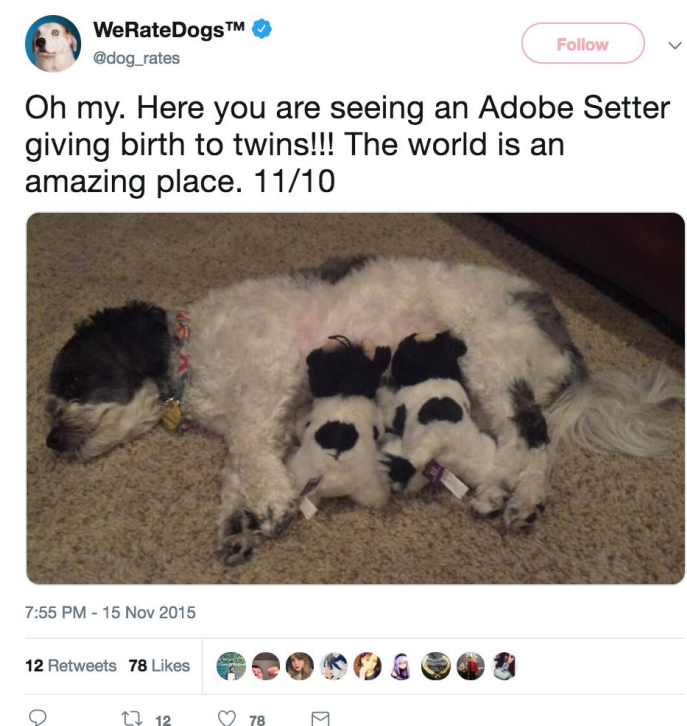 WeRateDogs™
@dog_rates
Follow
Oh my. Here you are seeing an Adobe Setter
giving birth to twins!!! The world is an
amazing place. 11/10
7:55 PM - 15 Nov 2015
12 Retweets 78 Likes
12 78